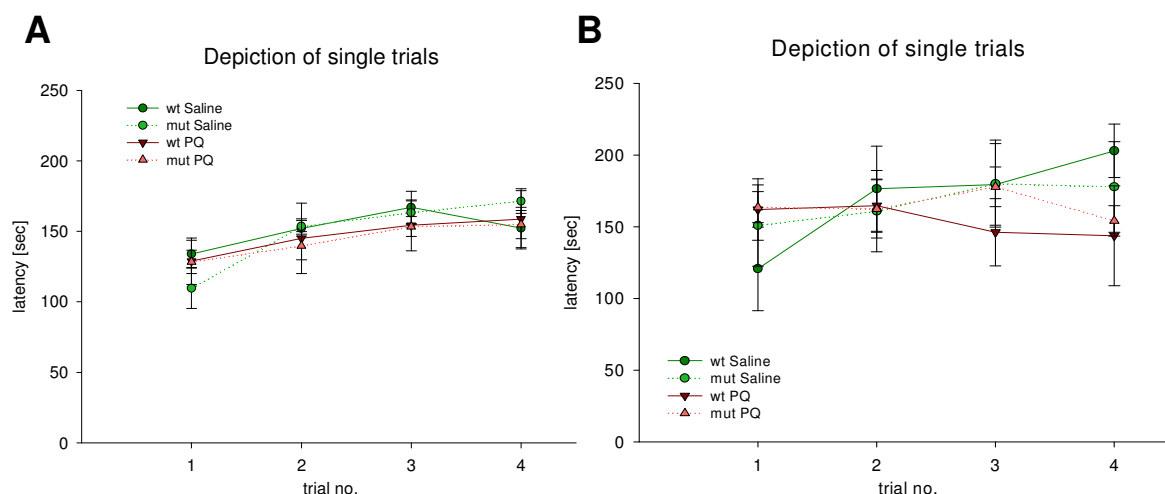 A
Depiction of single trials
250
200
150
100
50
0
latency [sec]
wt Saline
mut Saline
wt PQ
mut PQ
1 2 3 4
trial no.
B
Depiction of single trials
250
200
150
100
50
0
latency [sec]
wt Saline
mut Saline
wt PQ
mut PQ
1 2 3 4
trial no.